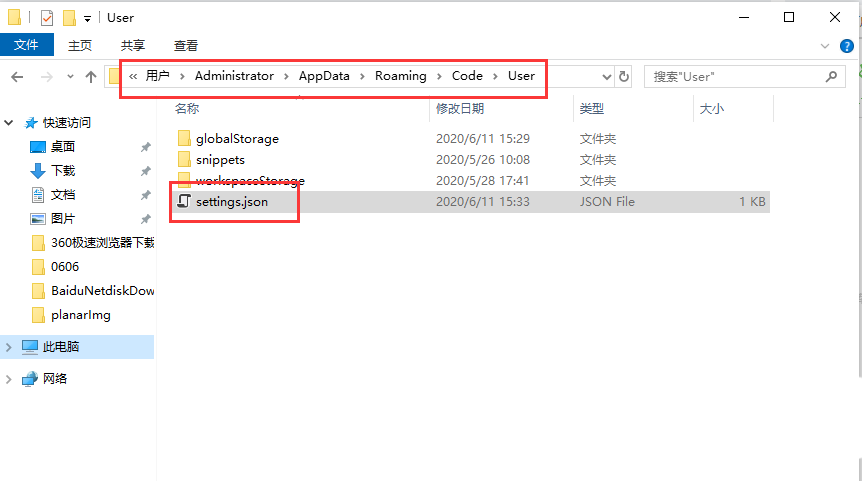 User
文件 主页 共享 查看
« 用户 › Administrator › AppData › Roaming › Code › User 搜索"User"
名称 修改日期 类型 大小
快速访问
桌面
下载
文档
图片
360极速浏览器下载
0606
BaiduNetdiskDow
planarImg
此电脑
网络
globalStorage 2020/6/11 15:29 文件夹
snippets 2020/5/26 10:08 文件夹
workspaceStorage 2020/5/28 17:41 文件夹
settings.json 2020/6/11 15:33 JSON File 1 KB